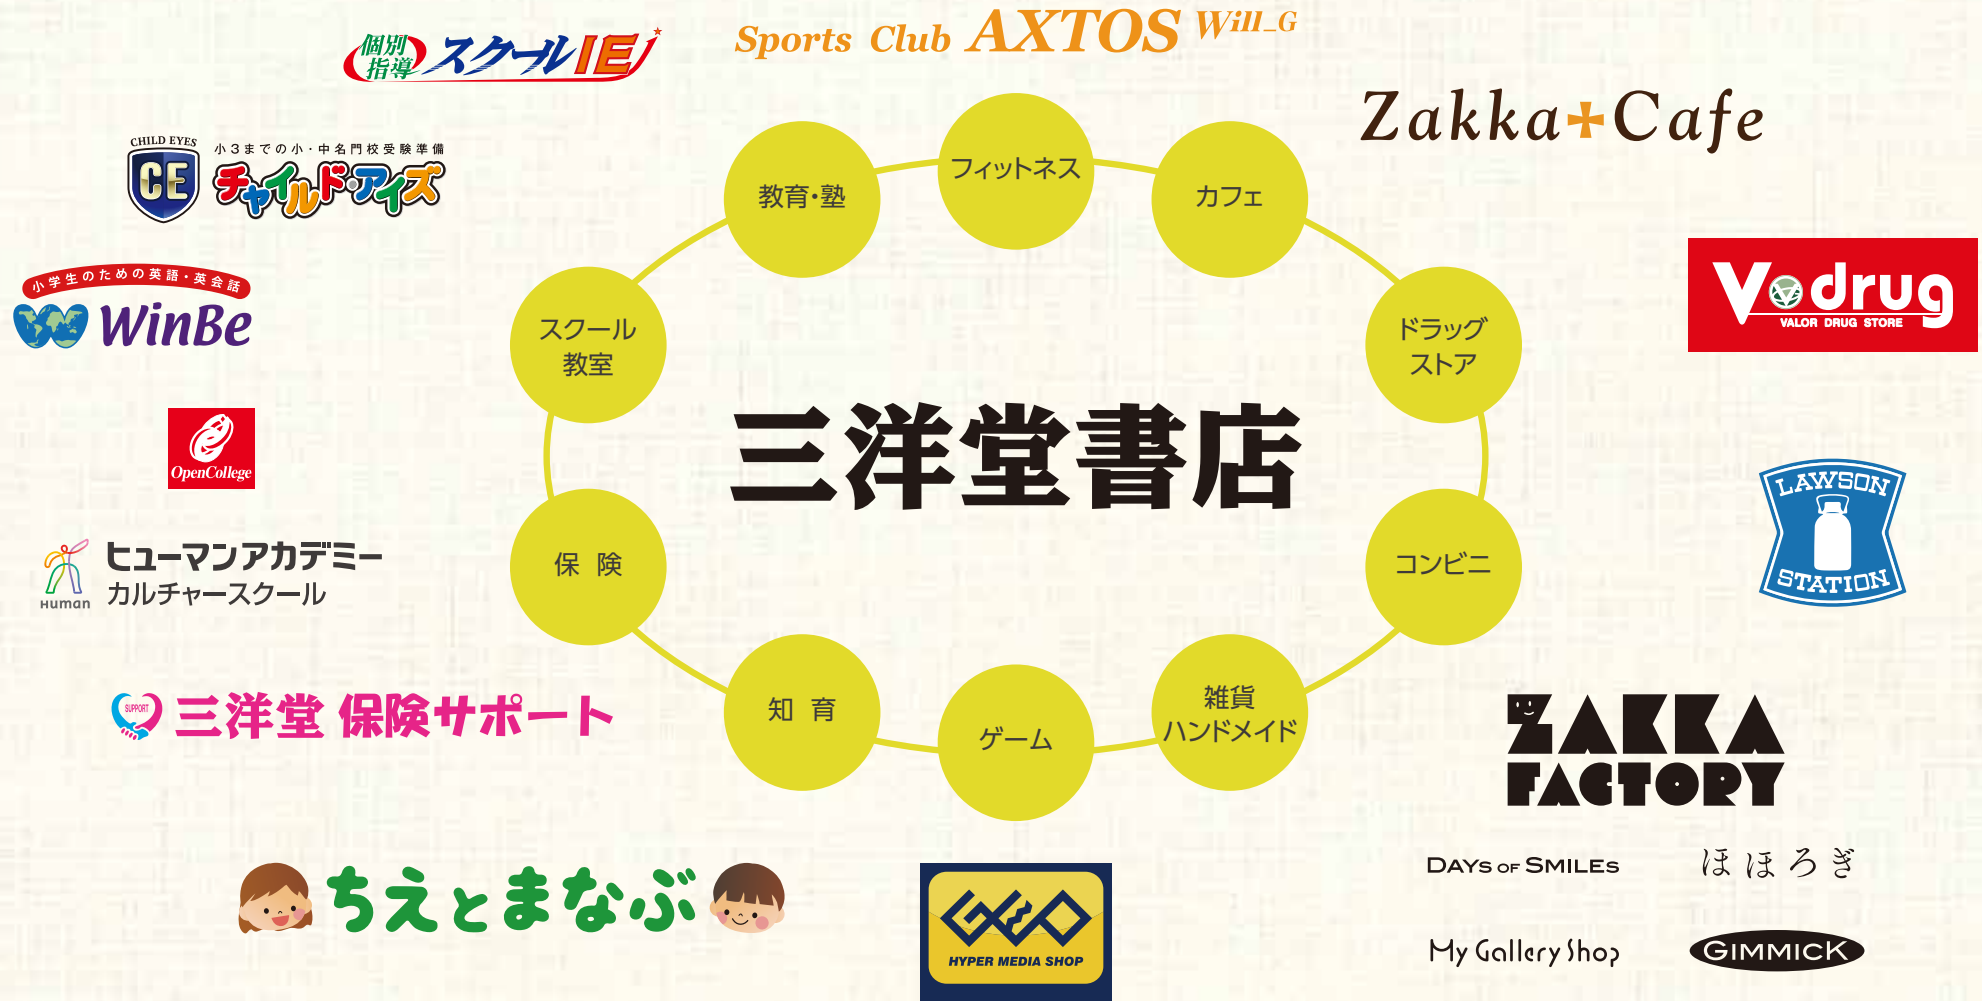 Sports Club AXTOS Will_G
個別
指導
スクールIE
Zakka+Cafe
CHILD EYES
CE
小3までの小・中名門校受験準備
チャイルド・アイズ
フィットネス
教育・塾
カフェ
小学生のための英語・英会話
WinBe
スクール
教室
ドラッグ
ストア
V drug
VALOR DRUG STORE
三洋堂書店
OpenCollege
LAWSON
STATION
Human
ヒューマンアカデミー
カルチャースクール
保 険
コンビニ
SUPPORT
三洋堂 保険サポート
知 育
ゲーム
雑貨
ハンドメイド
ZAKKA
FACTORY
ちえとまなぶ
GEO
HYPER MEDIA SHOP
DAYS OF SMILES
ほほろぎ
My Gallery Shop
GIMMICK